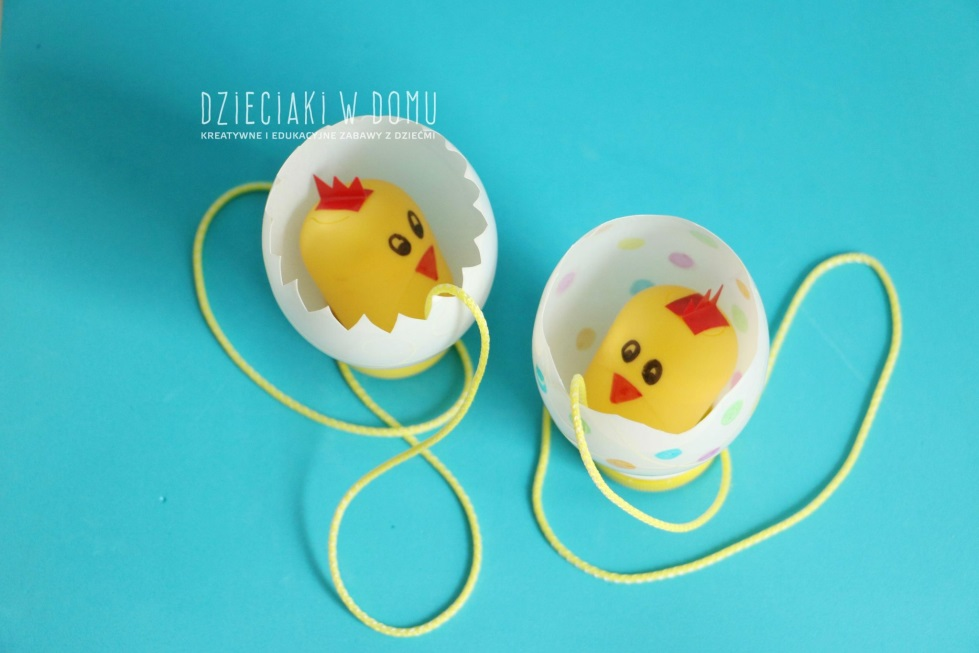 DZIECIAKI W DOMU
KREATYWNE I EDUKACYJNE ZABAWY Z DZIEĆMI